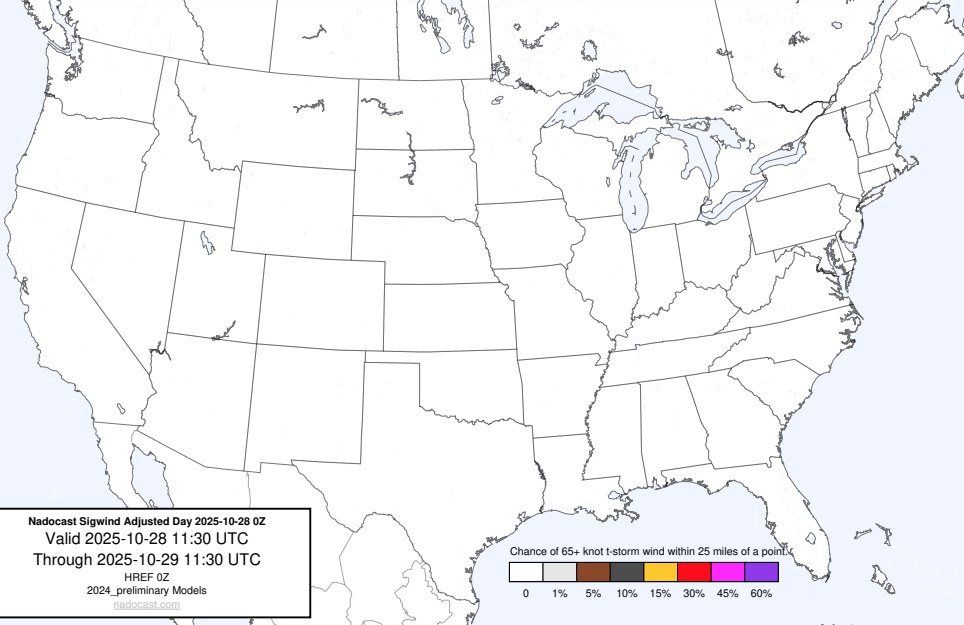 Nadocast Sigwind Adjusted Day 2025-10-28 0Z
Valid 2025-10-28 11:30 UTC
Through 2025-10-29 11:30 UTC
HREF 0Z
2024_preliminary Models
nadocast.com
Chance of 65+ knot t-storm wind within 25 miles of a point.
0 1% 5% 10% 15% 30% 45% 60%